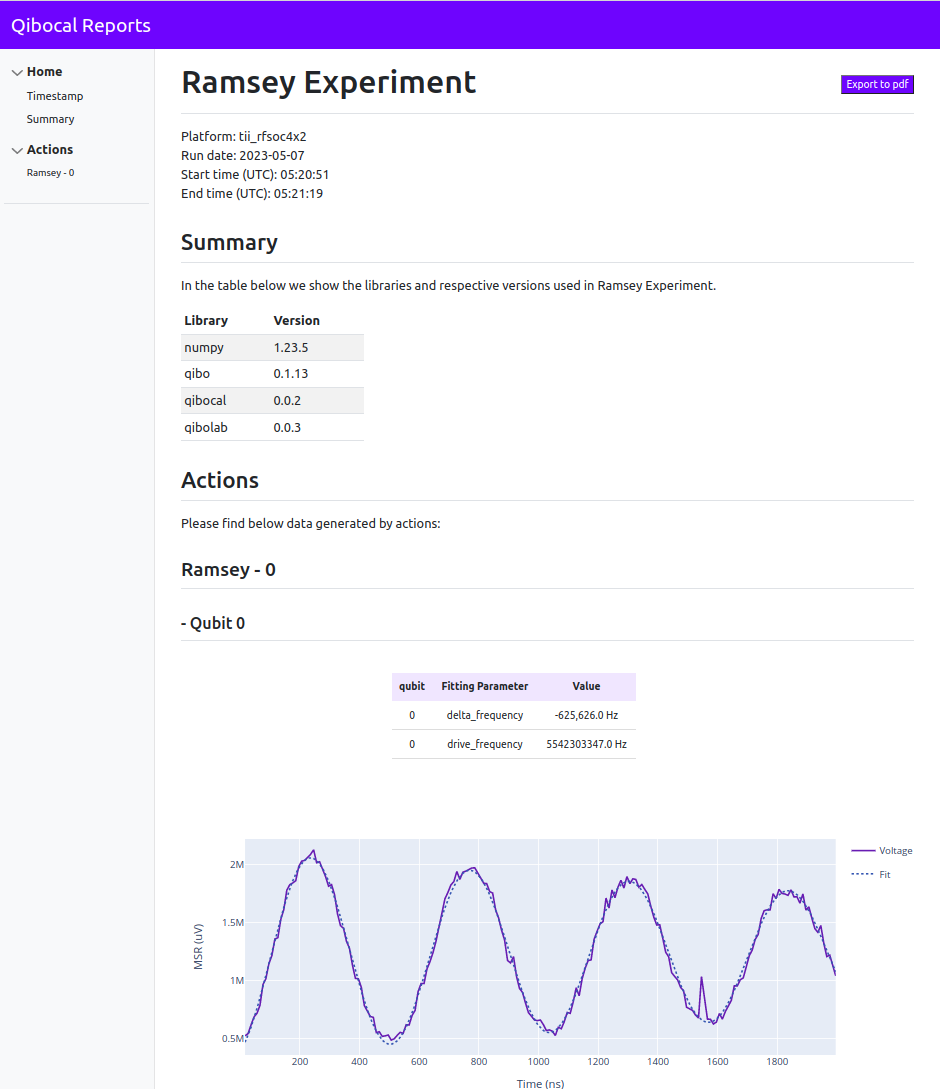 Qibocal Reports
Home
Timestamp
Summary
Actions
Ramsey - 0
Ramsey Experiment
Export to pdf
Platform: tii_rfsoc4x2
Run date: 2023-05-07
Start time (UTC): 05:20:51
End time (UTC): 05:21:19
Summary
In the table below we show the libraries and respective versions used in Ramsey Experiment.
Library Version
numpy 1.23.5
qibo 0.1.13
qibocal 0.0.2
qibolab 0.0.3
Actions
Please find below data generated by actions:
Ramsey - 0
- Qubit 0
qubit Fitting Parameter Value
0 delta_frequency -625,626.0 Hz
0 drive_frequency 5542303347.0 Hz
Voltage
Fit
MSR (uV)
2M
1.5M
1M
0.5M
200 400 600 800 1000 1200 1400 1600 1800
Time (ns)